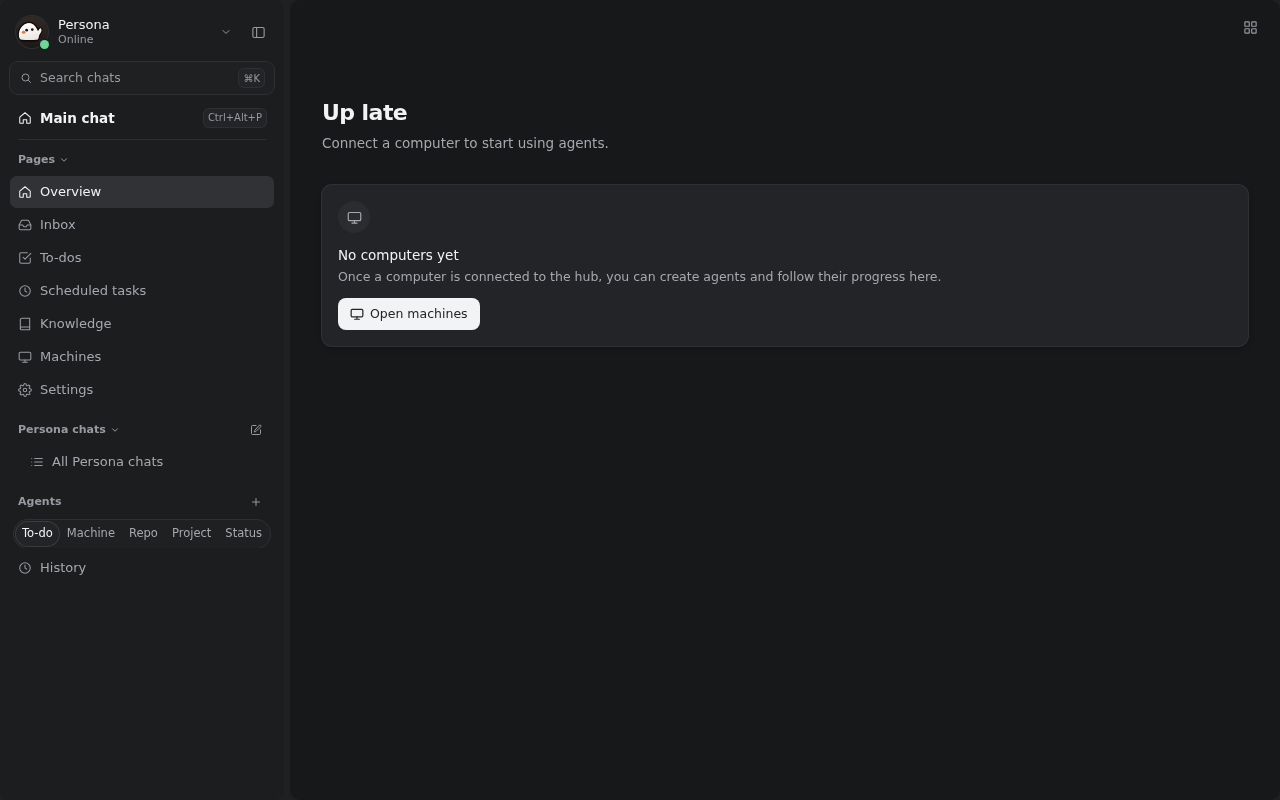 Persona
Online
Search chats
⌘K
Main chat
Ctrl+Alt+P
Pages
Overview
Inbox
To-dos
Scheduled tasks
Knowledge
Machines
Settings
Persona chats
All Persona chats
Agents
To-do
Machine
Repo
Project
Status
History
Up late
Connect a computer to start using agents.
No computers yet
Once a computer is connected to the hub, you can create agents and follow their progress here.
Open machines